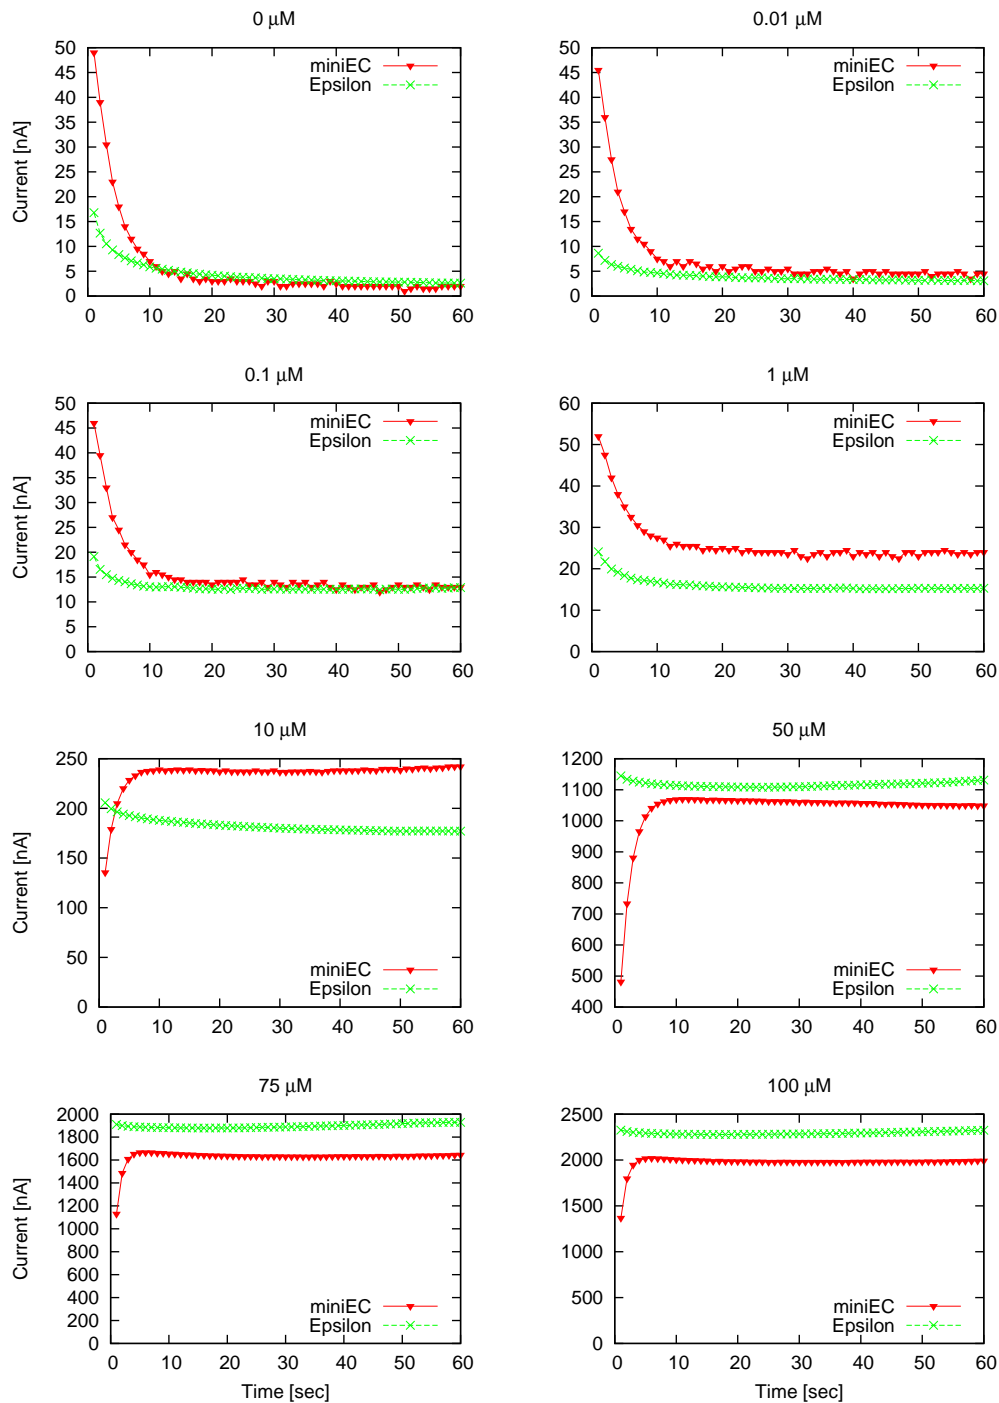 0 μM
50
45
40
35
30
25
20
15
10
5
0
Current [nA]
miniEC
Epsilon
0 10 20 30 40 50 60
0.01 μM
50
45
40
35
30
25
20
15
10
5
0
miniEC
Epsilon
0 10 20 30 40 50 60
0.1 μM
50
45
40
35
30
25
20
15
10
5
0
Current [nA]
miniEC
Epsilon
0 10 20 30 40 50 60
1 μM
60
50
40
30
20
10
0
miniEC
Epsilon
0 10 20 30 40 50 60
10 μM
250
200
150
100
50
0
Current [nA]
miniEC
Epsilon
0 10 20 30 40 50 60
50 μM
1200
1100
1000
900
800
700
600
500
400
miniEC
Epsilon
0 10 20 30 40 50 60
75 μM
2000
1800
1600
1400
1200
1000
800
600
400
200
0
Current [nA]
miniEC
Epsilon
0 10 20 30 40 50 60
Time [sec]
100 μM
2500
2000
1500
1000
500
0
miniEC
Epsilon
0 10 20 30 40 50 60
Time [sec]